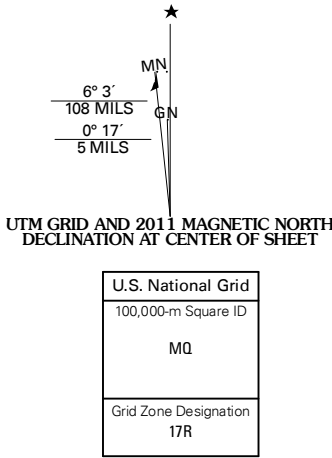 ★
M.N.
6° 3´
108 MILS
GN
0° 17´
5 MILS
UTM GRID AND 2011 MAGNETIC NORTH
DECLINATION AT CENTER OF SHEET
U.S. National Grid
100,000-m Square ID
MQ
Grid Zone Designation
17R